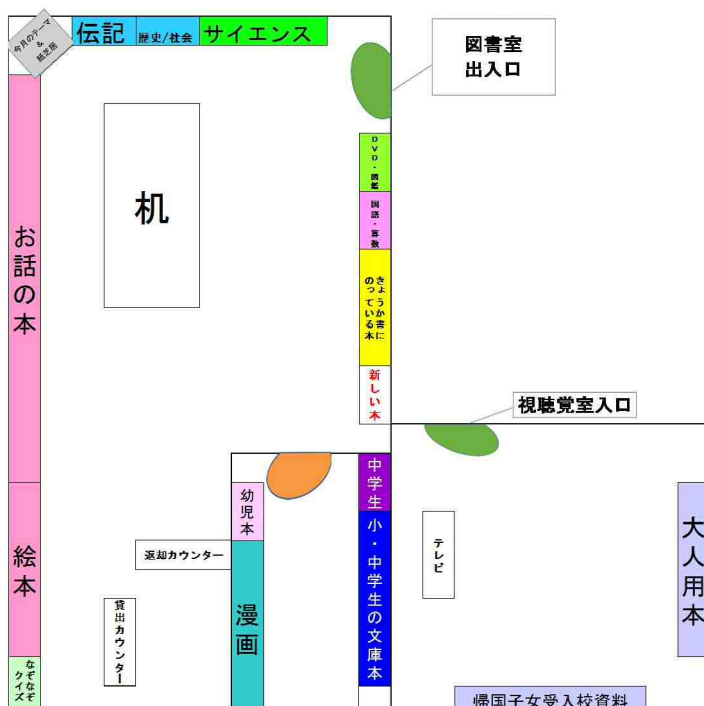 今月のテーマ
&
紙芝居
伝記
歴史/社会
サイエンス
図書室
出入口
DVD・図鑑
国語・算数
きょうか書に
のっている本
新しい本
机
お話の本
視聴覚室入口
中学生
小・中学生の文庫本
幼児本
返却カウンター
漫画
貸出カウンター
絵本
なぞなぞ
クイズ
テレビ
大人用本
帰国子女受入校資料